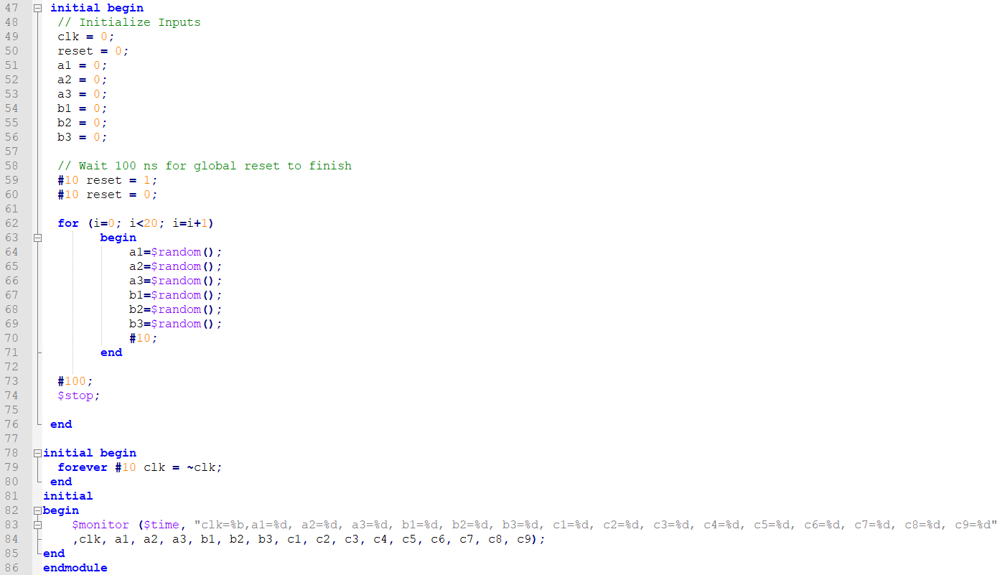 47 initial begin
48 // Initialize Inputs
49 clk = 0;
50 reset = 0;
51 a1 = 0;
52 a2 = 0;
53 a3 = 0;
54 b1 = 0;
55 b2 = 0;
56 b3 = 0;
57
58 // Wait 100 ns for global reset to finish
59 #10 reset = 1;
60 #10 reset = 0;
61
62 for (i=0; i<20; i=i+1)
63 begin
64 a1=$random();
65 a2=$random();
66 a3=$random();
67 b1=$random();
68 b2=$random();
69 b3=$random();
70 #10;
71 end
72
73 #100;
74 $stop;
75
76 end
77
78 initial begin
79 forever #10 clk = ~clk;
80 end
81 initial
82 begin
83 $monitor ($time, "clk=%b,a1=%d, a2=%d, a3=%d, b1=%d, b2=%d, b3=%d, c1=%d, c2=%d, c3=%d, c4=%d, c5=%d, c6=%d, c7=%d, c8=%d, c9=%d"
84 ,clk, a1, a2, a3, b1, b2, b3, c1, c2, c3, c4, c5, c6, c7, c8, c9);
85 end
86 endmodule